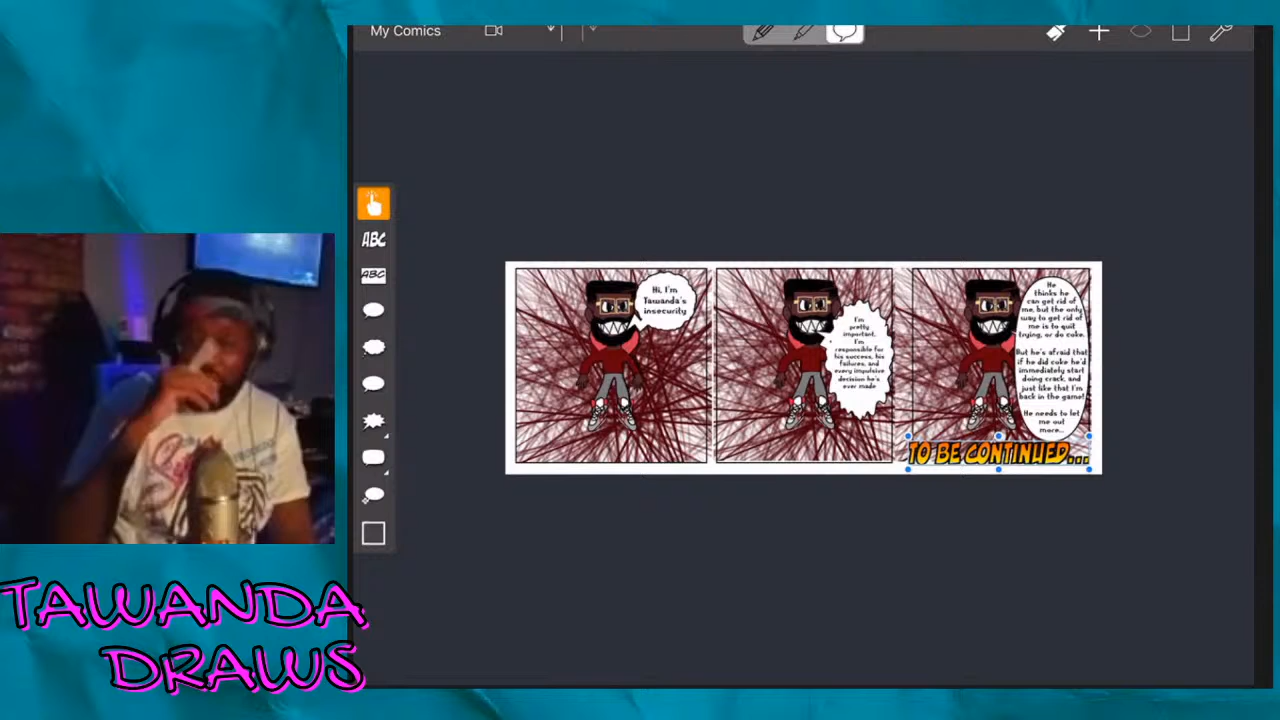 My Comics
ABC
ABC
Hi, I'm
Tawanda's
insecurity
I'm
pretty
important.
I'm
responsible for
his success, his
failures, and
every impulsive
decision he's
ever made
He
thinks he
can get rid of
me, but the only
way to get rid of
me is to quit
trying, or do coke.
But he's afraid that
if he did coke he'd
immediately start
doing crack, and
just like that I'm
back in the game!
He needs to let
me out
more...
TO BE CONTINUED...
TAWANDA
DRAWS